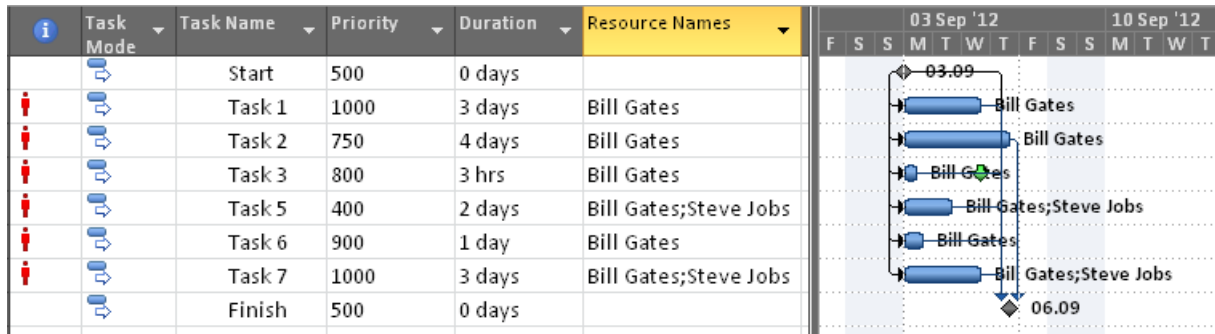 Task Mode Task Name Priority Duration Resource Names 03 Sep '12 10 Sep '12
F S S M T W T F S S M T W T
Start 500 0 days 03.09
Task 1 1000 3 days Bill Gates Bill Gates
Task 2 750 4 days Bill Gates Bill Gates
Task 3 800 3 hrs Bill Gates Bill Gates
Task 5 400 2 days Bill Gates;Steve Jobs Bill Gates;Steve Jobs
Task 6 900 1 day Bill Gates Bill Gates
Task 7 1000 3 days Bill Gates;Steve Jobs Bill Gates;Steve Jobs
Finish 500 0 days 06.09